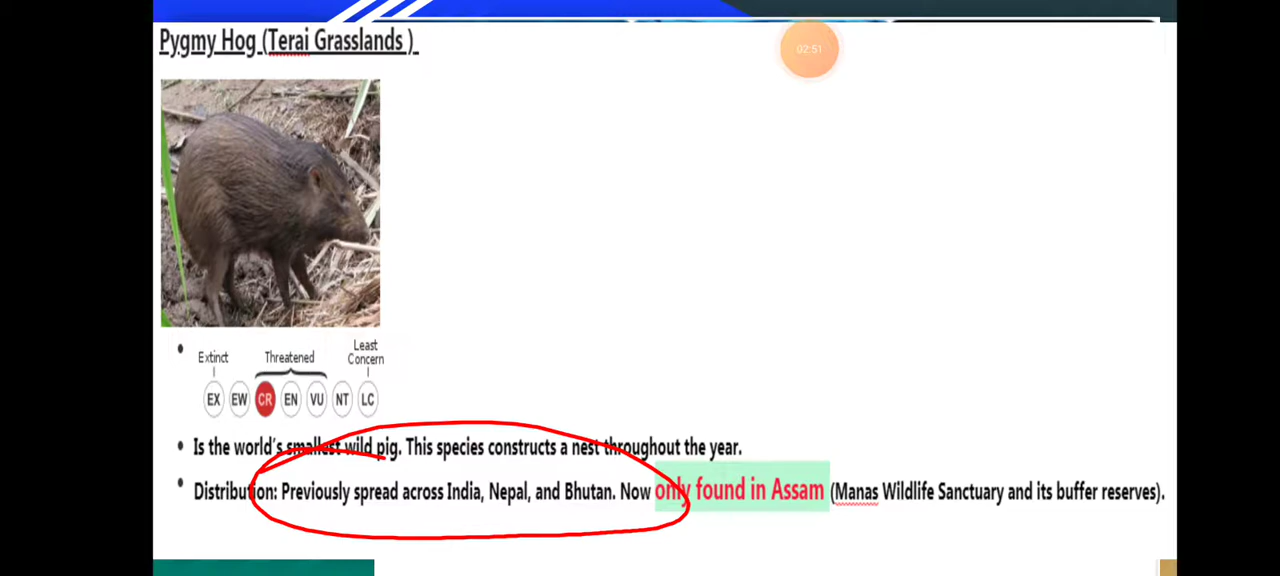 Pygmy Hog (Terai Grasslands )
02:51
Extinct Threatened Least Concern
EX EW CR EN VU NT LC
• Is the world's smallest wild pig. This species constructs a nest throughout the year.
• Distribution: Previously spread across India, Nepal, and Bhutan. Now only found in Assam (Manas Wildlife Sanctuary and its buffer reserves).